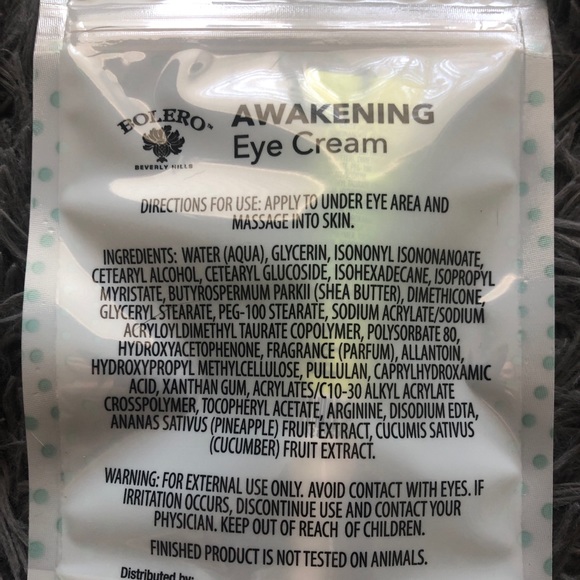 BOLERO™
BEVERLY HILLS
AWAKENING
Eye Cream
DIRECTIONS FOR USE: APPLY TO UNDER EYE AREA AND
MASSAGE INTO SKIN.
INGREDIENTS: WATER (AQUA), GLYCERIN, ISONONYL ISONONANOATE,
CETEARYL ALCOHOL, CETEARYL GLUCOSIDE, ISOHEXADECANE, ISOPROPYL
MYRISTATE, BUTYROSPERMUM PARKII (SHEA BUTTER), DIMETHICONE,
GLYCERYL STEARATE, PEG-100 STEARATE, SODIUM ACRYLATE/SODIUM
ACRYLOYLDIMETHYL TAURATE COPOLYMER, POLYSORBATE 80,
HYDROXYACETOPHENONE, FRAGRANCE (PARFUM), ALLANTOIN,
HYDROXYPROPYL METHYLCELLULOSE, PULLULAN, CAPRYLHYDROXAMIC
ACID, XANTHAN GUM, ACRYLATES/C10-30 ALKYL ACRYLATE
CROSSPOLYMER, TOCOPHERYL ACETATE, ARGININE, DISODIUM EDTA,
ANANAS SATIVUS (PINEAPPLE) FRUIT EXTRACT, CUCUMIS SATIVUS
(CUCUMBER) FRUIT EXTRACT.
WARNING: FOR EXTERNAL USE ONLY. AVOID CONTACT WITH EYES. IF
IRRITATION OCCURS, DISCONTINUE USE AND CONTACT YOUR
PHYSICIAN. KEEP OUT OF REACH OF CHILDREN.
FINISHED PRODUCT IS NOT TESTED ON ANIMALS.
Distributed by: